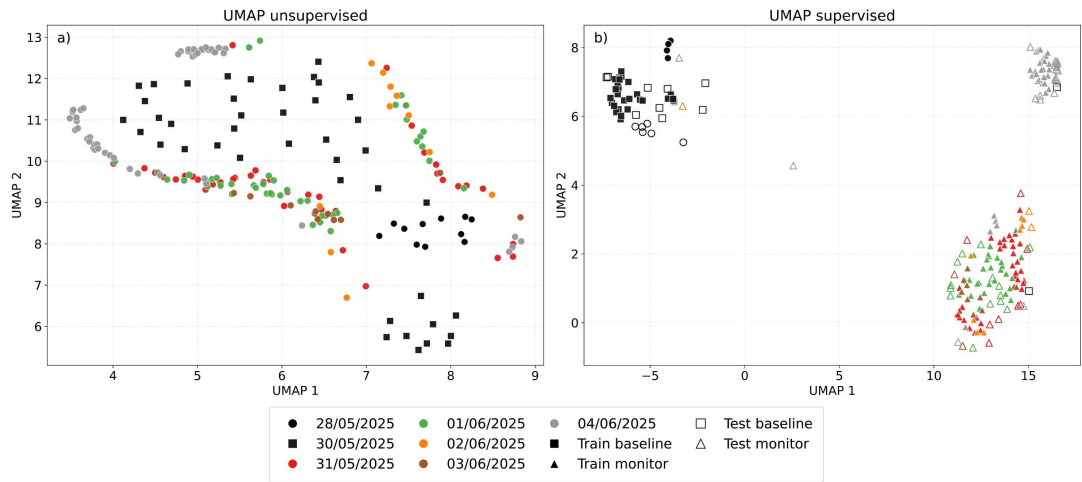 UMAP unsupervised
a)
UMAP 2
13
12
11
10
9
8
7
6
4
5
6
7
8
9
UMAP 1
UMAP supervised
b)
UMAP 2
8
6
4
2
0
−5
0
5
10
15
UMAP 1
28/05/2025
30/05/2025
31/05/2025
01/06/2025
02/06/2025
03/06/2025
04/06/2025
Train baseline
Train monitor
Test baseline
Test monitor